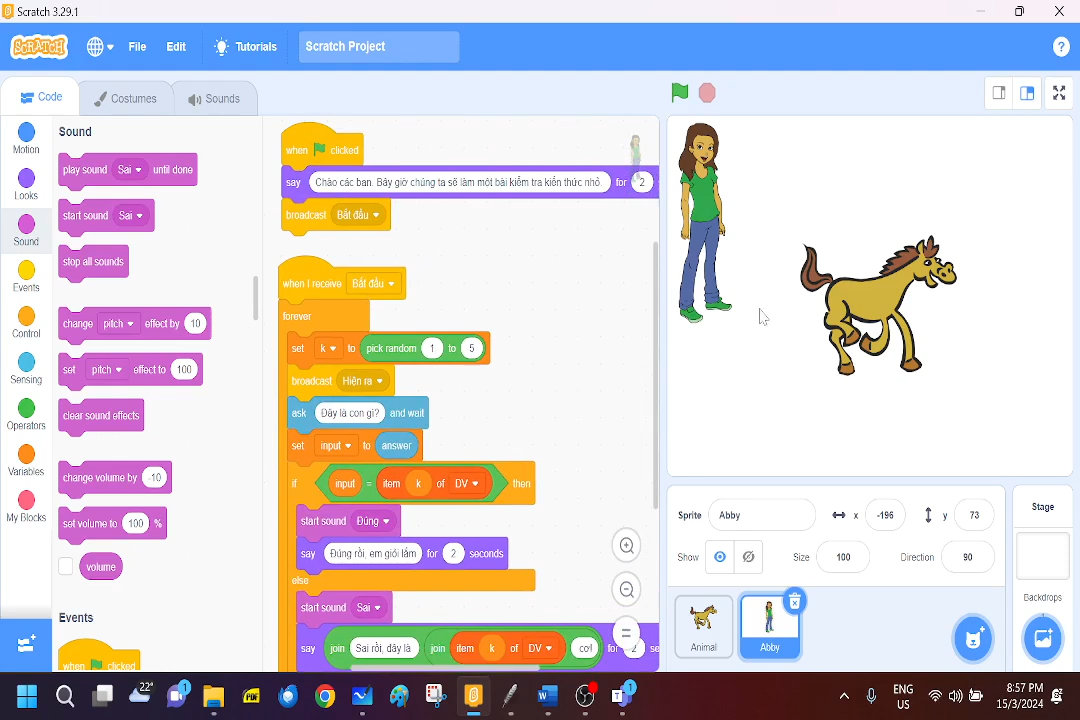 Scratch 3.29.1
SCRATCH File Edit Tutorials Scratch Project ?
Code Costumes Sounds
Motion
Looks
Sound
Events
Control
Sensing
Operators
Variables
My Blocks
Sound
play sound Sai until done
start sound Sai
stop all sounds
change pitch effect by 10
set pitch effect to 100
clear sound effects
change volume by -10
set volume to 100 %
volume
Events
when clicked
when clicked
say Chào các bạn. Bây giờ chúng ta sẽ làm một bài kiểm tra kiến thức nhỏ. for 2
broadcast Bắt đầu
when I receive Bắt đầu
forever
set k to pick random 1 to 5
broadcast Hiện ra
ask Đây là con gì? and wait
set input to answer
if input = item k of DV then
start sound Đúng
say Đúng rồi, em giỏi lắm for 2 seconds
else
start sound Sai
say join Sai rồi, đây là join item k of DV cơ! for 2 se
Sprite Abby x -196 y 73
Show Size 100 Direction 90
Animal Abby
Stage
Backdrops
22°
1
PDF
1
ENG
US
8:57 PM
15/3/2024